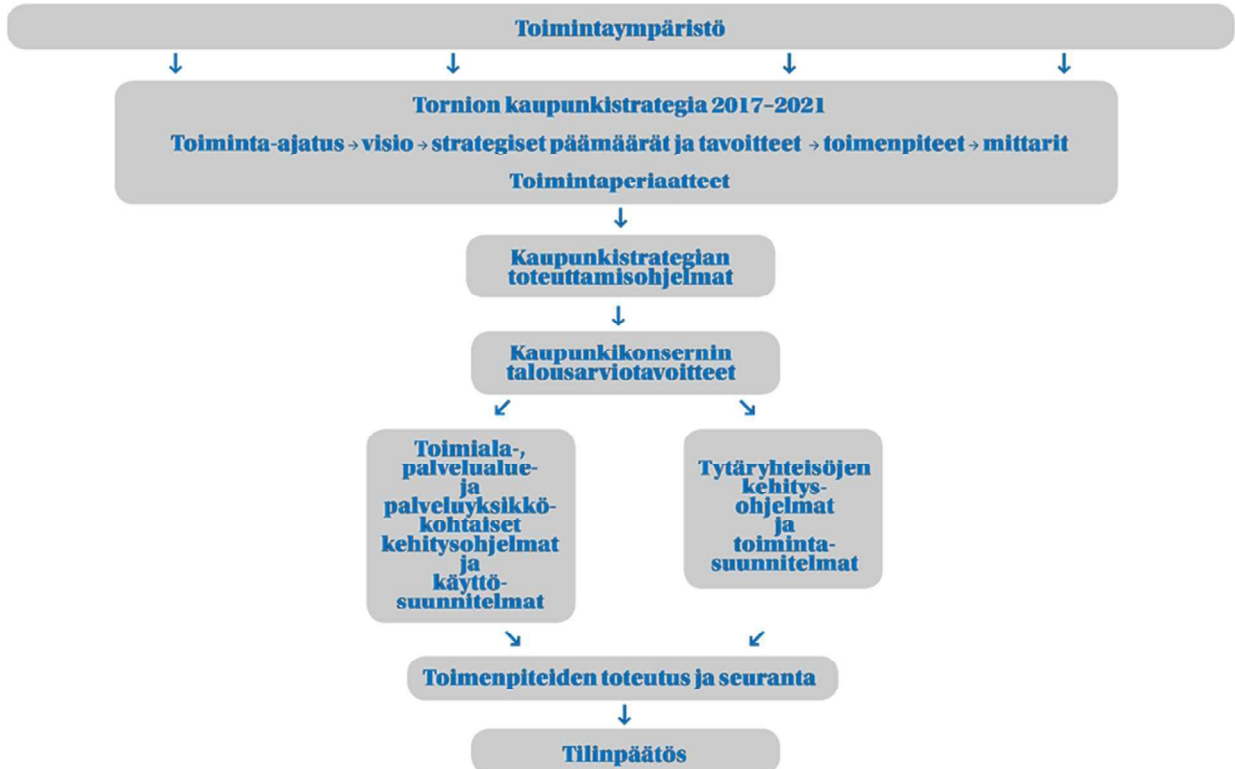 Toimintaympäristö
↓ ↓ ↓ ↓
Tornion kaupunkistrategia 2017–2021
Toiminta-ajatus → visio → strategiset päämäärät ja tavoitteet → toimenpiteet → mittarit
Toimintaperiaatteet
↓
Kaupunkistrategian
toteuttamisohjelmat
↓
Kaupunkikonsernin
talousarviotavoitteet
↙ ↘
Toimiala-,
palvelualue-
ja
palveluyksikkö-
kohtaiset
kehitysohjelmat
ja
käyttö-
suunnitelmat
Tytäryhteisöjen
kehitys-
ohjelmat
ja
toiminta-
suunnitelmat
↘ ↙
Toimenpiteiden toteutus ja seuranta
↓
Tilinpäätös